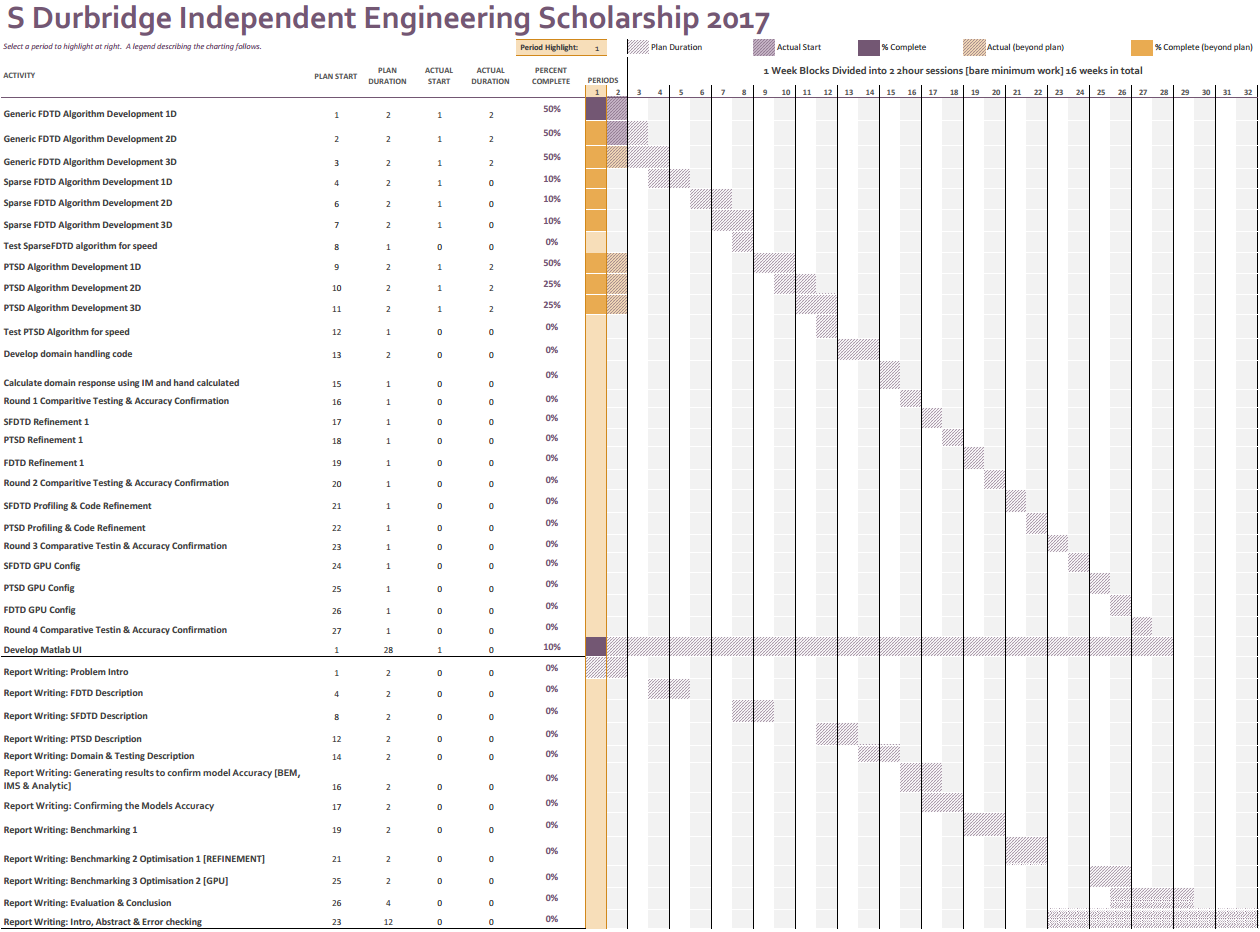 S Durbridge Independent Engineering Scholarship 2017
Select a period to highlight at right.  A legend describing the charting follows.
Period Highlight: 1
Plan Duration
Actual Start
% Complete
Actual (beyond plan)
% Complete (beyond plan)
ACTIVITY PLAN START PLAN DURATION ACTUAL START ACTUAL DURATION PERCENT COMPLETE PERIODS
1 Week Blocks Divided into 2 2hour sessions [bare minimum work] 16 weeks in total
1 2 3 4 5 6 7 8 9 10 11 12 13 14 15 16 17 18 19 20 21 22 23 24 25 26 27 28 29 30 31 32
Generic FDTD Algorithm Development 1D 1 2 1 2 50%
Generic FDTD Algorithm Development 2D 2 2 1 2 50%
Generic FDTD Algorithm Development 3D 3 2 1 2 50%
Sparse FDTD Algorithm Development 1D 4 2 1 0 10%
Sparse FDTD Algorithm Development 2D 6 2 1 0 10%
Sparse FDTD Algorithm Development 3D 7 2 1 0 10%
Test SparseFDTD algorithm for speed 8 1 0 0 0%
PTSD Algorithm Development 1D 9 2 1 2 50%
PTSD Algorithm Development 2D 10 2 1 2 25%
PTSD Algorithm Development 3D 11 2 1 2 25%
Test PTSD Algorithm for speed 12 1 0 0 0%
Develop domain handling code 13 2 0 0 0%
Calculate domain response using IM and hand calculated 15 1 0 0 0%
Round 1 Comparitive Testing & Accuracy Confirmation 16 1 0 0 0%
SFDTD Refinement 1 17 1 0 0 0%
PTSD Refinement 1 18 1 0 0 0%
FDTD Refinement 1 19 1 0 0 0%
Round 2 Comparitive Testing & Accuracy Confirmation 20 1 0 0 0%
SFDTD Profiling & Code Refinement 21 1 0 0 0%
PTSD Profiling & Code Refinement 22 1 0 0 0%
Round 3 Comparative Testin & Accuracy Confirmation 23 1 0 0 0%
SFDTD GPU Config 24 1 0 0 0%
PTSD GPU Config 25 1 0 0 0%
FDTD GPU Config 26 1 0 0 0%
Round 4 Comparative Testin & Accuracy Confirmation 27 1 0 0 0%
Develop Matlab UI 1 28 1 0 10%
Report Writing: Problem Intro 1 2 0 0 0%
Report Writing: FDTD Description 4 2 0 0 0%
Report Writing: SFDTD Description 8 2 0 0 0%
Report Writing: PTSD Description 12 2 0 0 0%
Report Writing: Domain & Testing Description 14 2 0 0 0%
Report Writing: Generating results to confirm model Accuracy [BEM,
IMS & Analytic] 16 2 0 0 0%
Report Writing: Confirming the Models Accuracy 17 2 0 0 0%
Report Writing: Benchmarking 1 19 2 0 0 0%
Report Writing: Benchmarking 2 Optimisation 1 [REFINEMENT] 21 2 0 0 0%
Report Writing: Benchmarking 3 Optimisation 2 [GPU] 25 2 0 0 0%
Report Writing: Evaluation & Conclusion 26 4 0 0 0%
Report Writing: Intro, Abstract & Error checking 23 12 0 0 0%